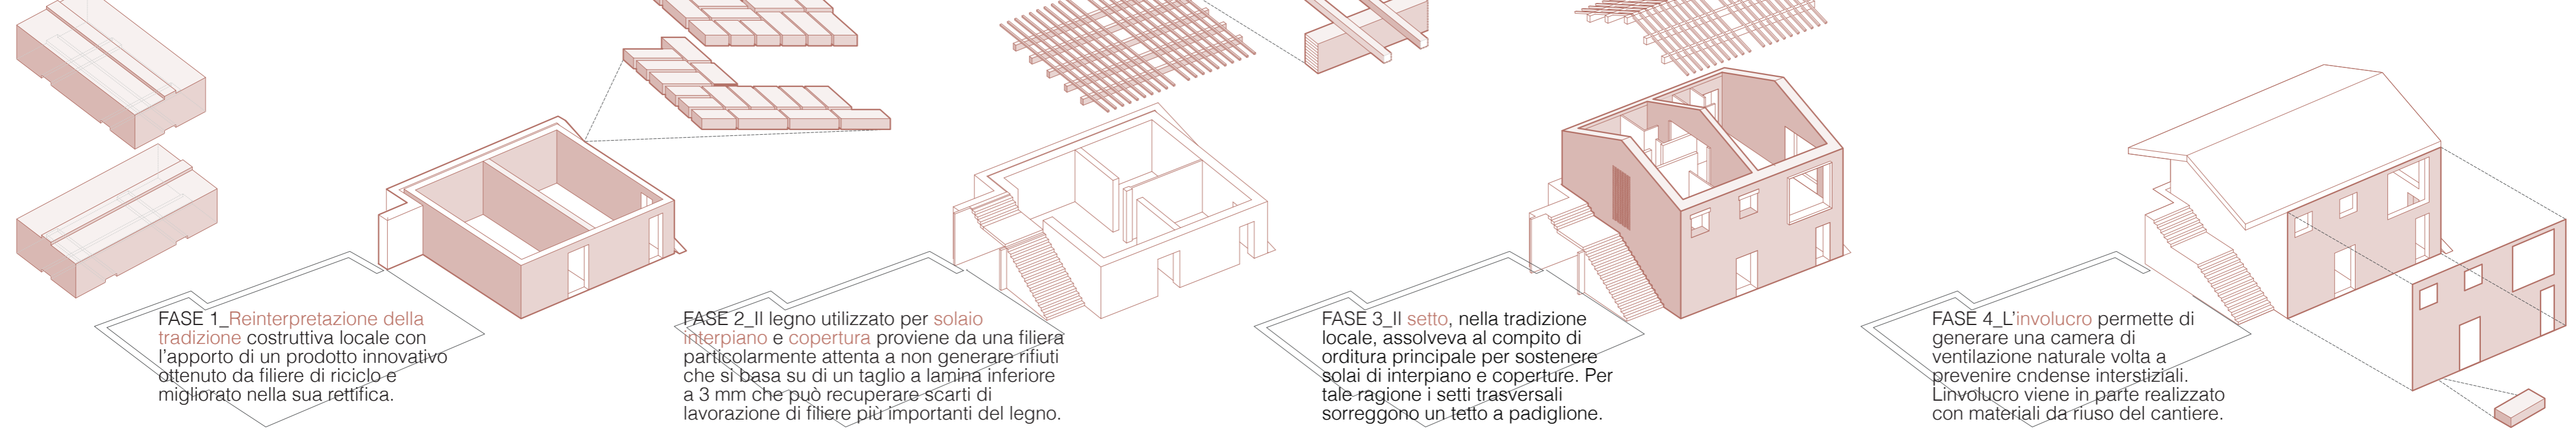 FASE 1_Reinterpretazione della
tradizione costruttiva locale con
l'apporto di un prodotto innovativo
ottenuto da filiere di riciclo e
migliorato nella sua rettifica.
FASE 2_Il legno utilizzato per solaio
interpiano e copertura proviene da una filiera
particolarmente attenta a non generare rifiuti
che si basa su di un taglio a lamina inferiore
a 3 mm che può recuperare scarti di
lavorazione di filiere più importanti del legno.
FASE 3_Il setto, nella tradizione
locale, assolveva al compito di
orditura principale per sostenere
solai di interpiano e coperture. Per
tale ragione i setti trasversali
sorreggono un tetto a padiglione.
FASE 4_L'involucro permette di
generare una camera di
ventilazione naturale volta a
prevenire cndense interstiziali.
Linvolucro viene in parte realizzato
con materiali da riuso del cantiere.